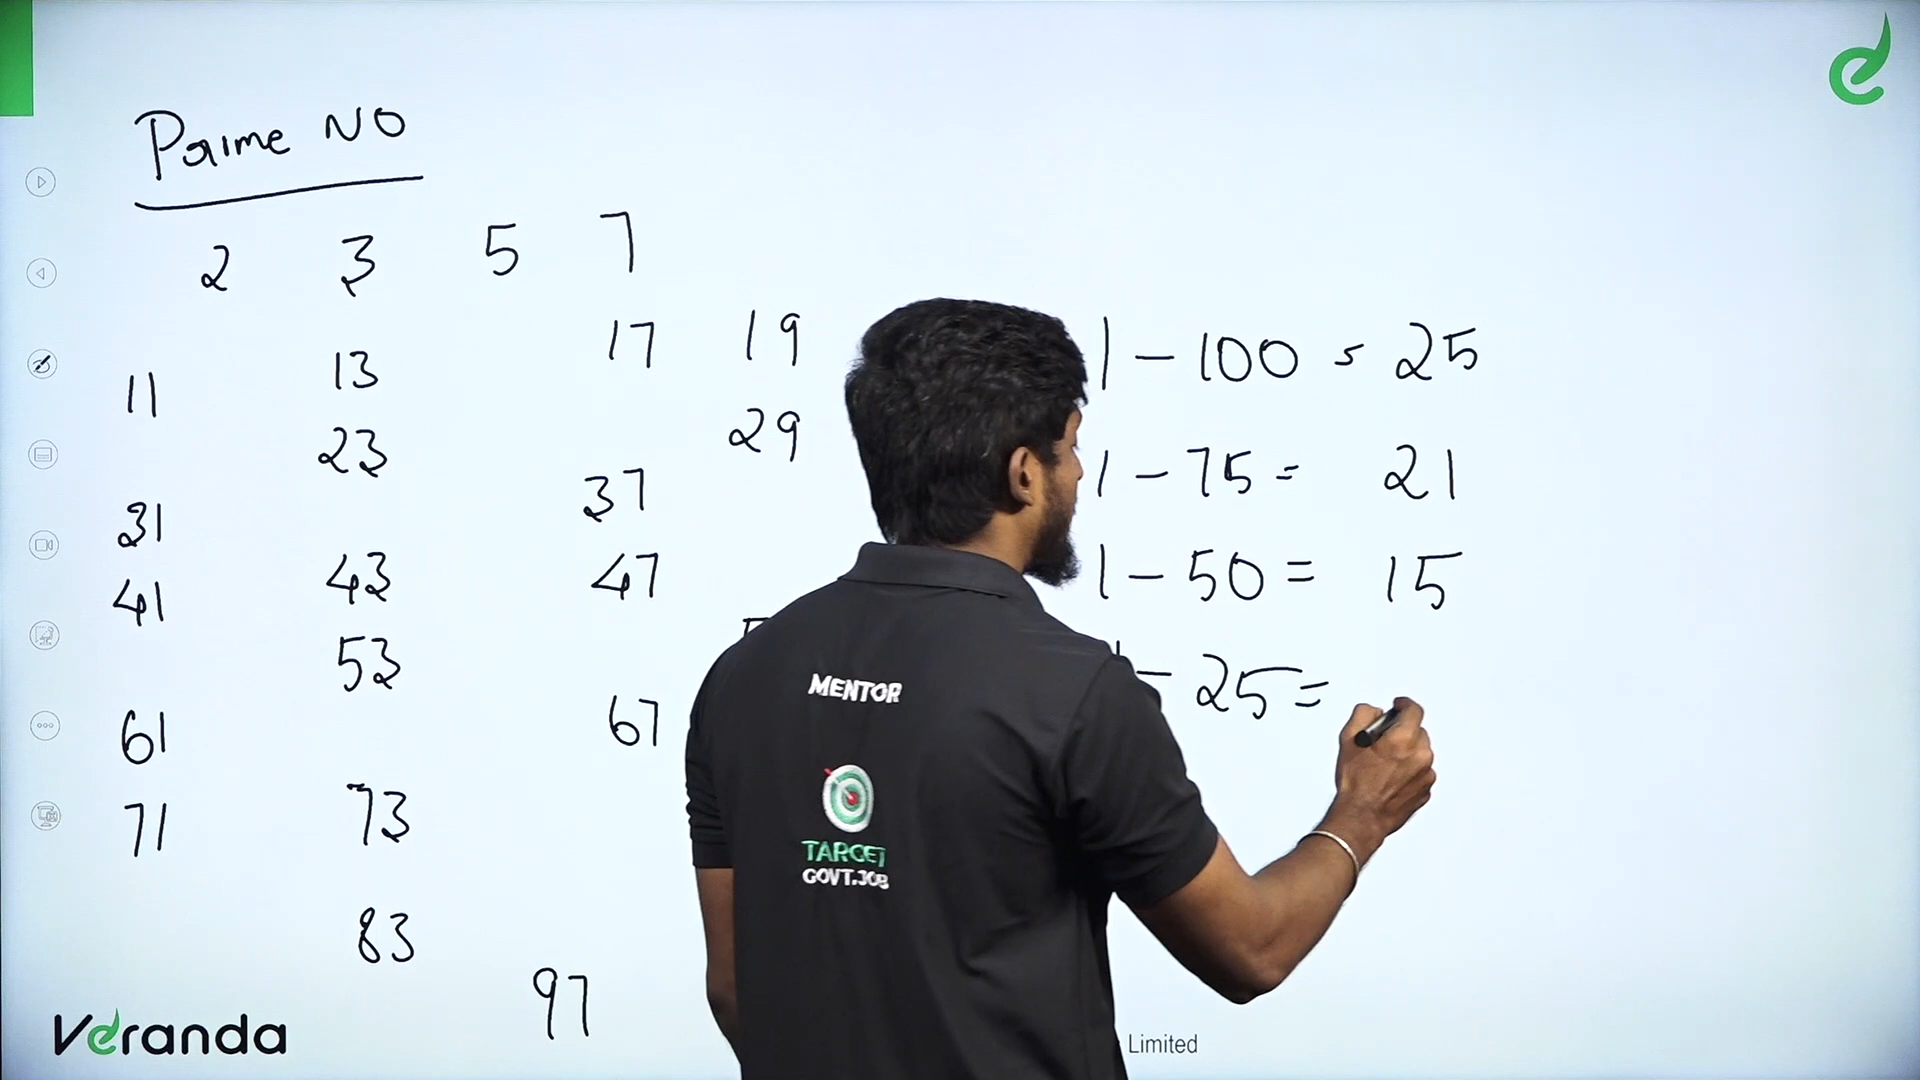 Prime NO
2 3 5 7
11 13 17 19
23 29
31 37
41 43 47
53
61 67
71 73
83
97
1 - 100 = 25
1 - 75 = 21
1 - 50 = 15
1 - 25 =
MENTOR
TARGET
GOVT.JOB
Veranda
Limited